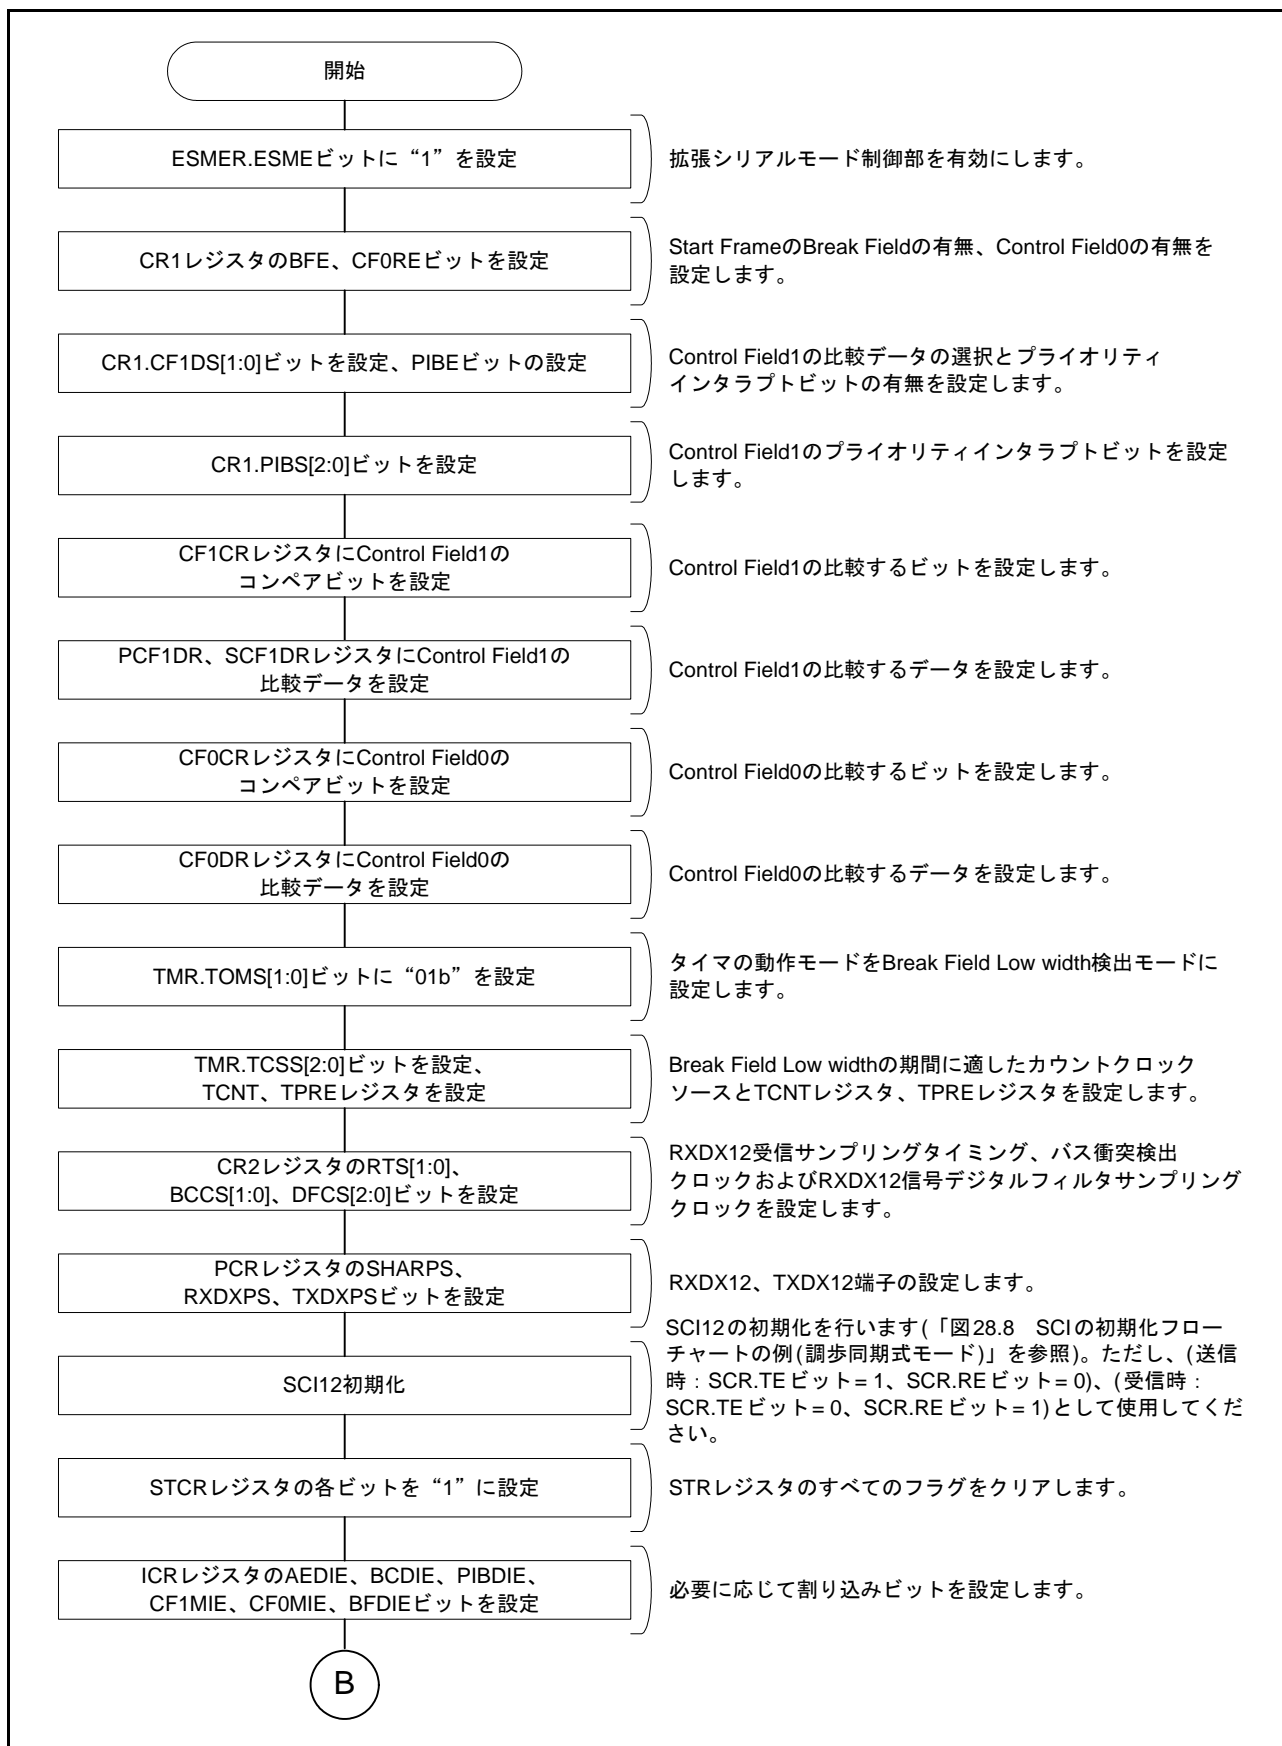 開始
ESMER.ESMEビットに“1”を設定
拡張シリアルモード制御部を有効にします。
CR1レジスタのBFE、CF0REビットを設定
Start FrameのBreak Fieldの有無、Control Field0の有無を
設定します。
CR1.CF1DS[1:0]ビットを設定、PIBEビットの設定
Control Field1の比較データの選択とプライオリティ
インタラプトビットの有無を設定します。
CR1.PIBS[2:0]ビットを設定
Control Field1のプライオリティインタラプトビットを設定
します。
CF1CRレジスタにControl Field1の
コンペアビットを設定
Control Field1の比較するビットを設定します。
PCF1DR、SCF1DRレジスタにControl Field1の
比較データを設定
Control Field1の比較するデータを設定します。
CF0CRレジスタにControl Field0の
コンペアビットを設定
Control Field0の比較するビットを設定します。
CF0DRレジスタにControl Field0の
比較データを設定
Control Field0の比較するデータを設定します。
TMR.TOMS[1:0]ビットに“01b”を設定
タイマの動作モードをBreak Field Low width検出モードに
設定します。
TMR.TCSS[2:0]ビットを設定、
TCNT、TPREレジスタを設定
Break Field Low widthの期間に適したカウントクロック
ソースとTCNTレジスタ、TPREレジスタを設定します。
CR2レジスタのRTS[1:0]、
BCCS[1:0]、DFCS[2:0]ビットを設定
RXDX12受信サンプリングタイミング、バス衝突検出
クロックおよびRXDX12信号デジタルフィルタサンプリング
クロックを設定します。
PCRレジスタのSHARPS、
RXDXPS、TXDXPSビットを設定
RXDX12、TXDX12端子の設定します。
SCI12初期化
SCI12の初期化を行います(「図28.8 SCIの初期化フロー
チャートの例(調歩同期式モード)」を参照)。ただし、(送信
時：SCR.TEビット= 1、SCR.REビット= 0)、(受信時：
SCR.TEビット= 0、SCR.REビット= 1)として使用してくだ
さい。
STCRレジスタの各ビットを“1”に設定
STRレジスタのすべてのフラグをクリアします。
ICRレジスタのAEDIE、BCDIE、PIBDIE、
CF1MIE、CF0MIE、BFDIEビットを設定
必要に応じて割り込みビットを設定します。
B